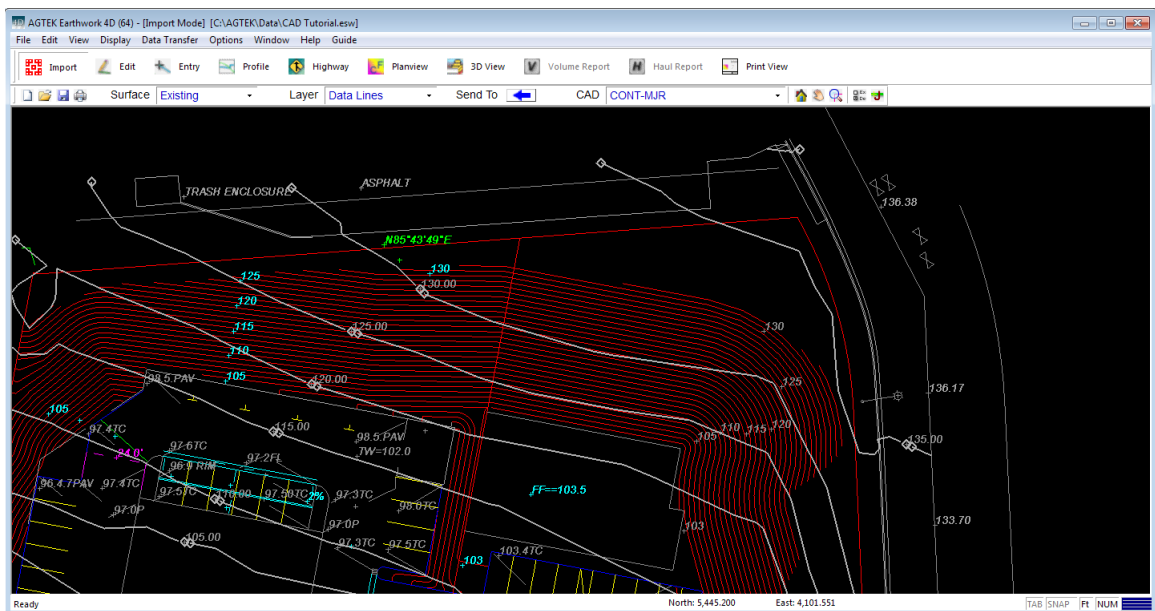 AGTEK Earthwork 4D (64) - [Import Mode] [C:\AGTEK\Data\CAD Tutorial.esw]
File Edit View Display Data Transfer Options Window Help Guide
Import Edit Entry Profile Highway Planview 3D View Volume Report Haul Report Print View
Surface Existing Layer Data Lines Send To CAD CONT-MJR
ASPHALT
TRASH ENCLOSURE
136.38
N85°43'49"E
130
125
130.00
120
115
125.00
130
110
105
120.00
98.5 PAV
125
136.17
105
115.00
120
115
110
105
97.4TC
98.5 PAV
TW=102.0
135.00
97.6TC
24.0'
97.2FL
96.9 RIM
97.4TC
97.5TC
97.50TC
2%
97.3TC
FF==103.5
98.0TC
97.0P
97.0P
133.70
103
105.00
97.3TC
97.5TC
103.4TC
103
Ready North: 5,445.200 East: 4,101.551 TAB SNAP Ft NUM